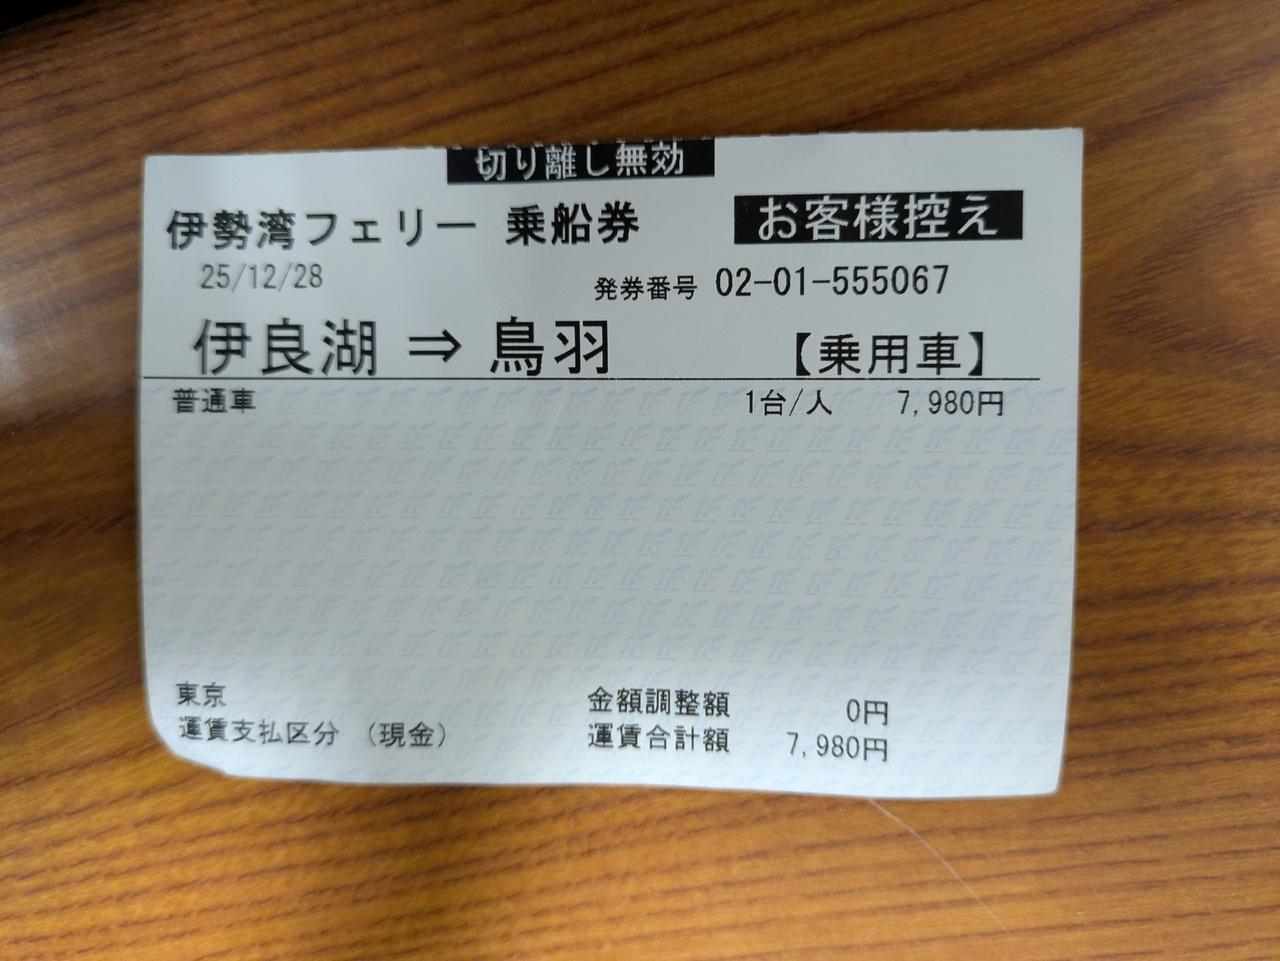 切り離し無効
伊勢湾フェリー 乗船券 お客様控え
25/12/28 発券番号 02-01-555067
伊良湖 ⇒ 鳥羽 【乗用車】
普通車 1台/人 7,980円
東京 金額調整額 0円
運賃支払区分 (現金) 運賃合計額 7,980円